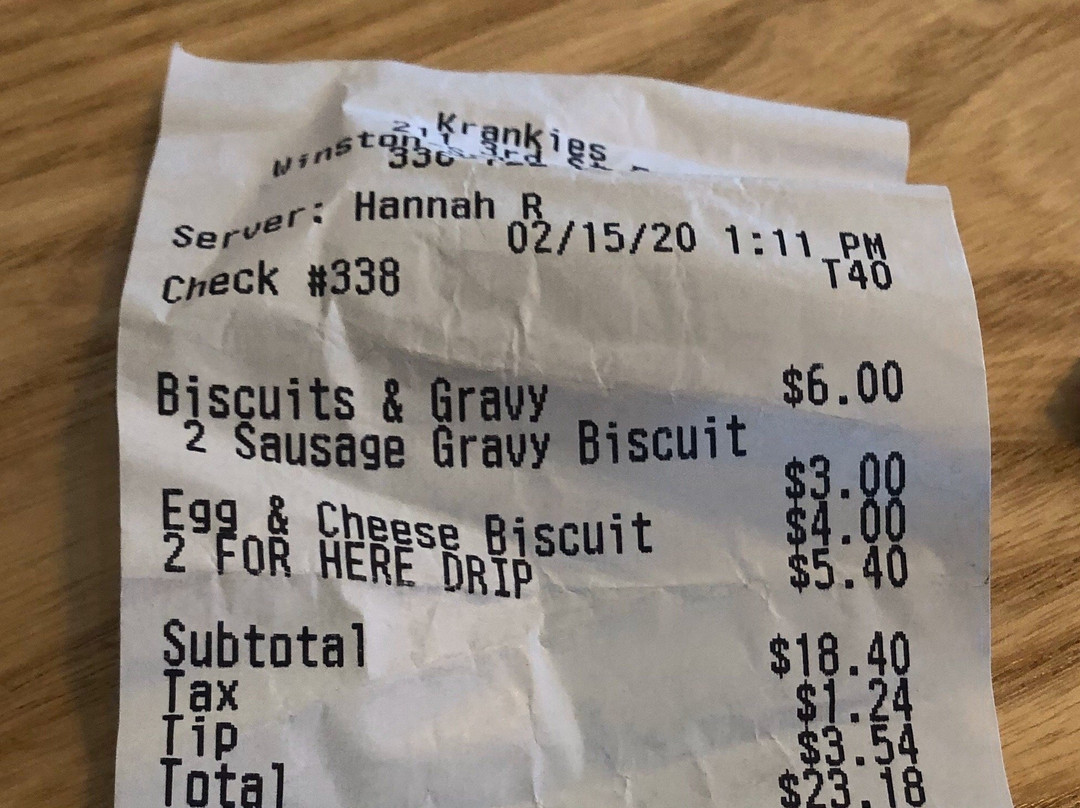 Krankies
Winston
Server: Hannah R
02/15/20 1:11 PM
Check #338 T40
Biscuits & Gravy $6.00
2 Sausage Gravy Biscuit $3.00
Egg & Cheese Biscuit $4.00
2 FOR HERE DRIP $5.40
Subtotal $18.40
Tax $1.24
Tip $3.54
Total $23.18